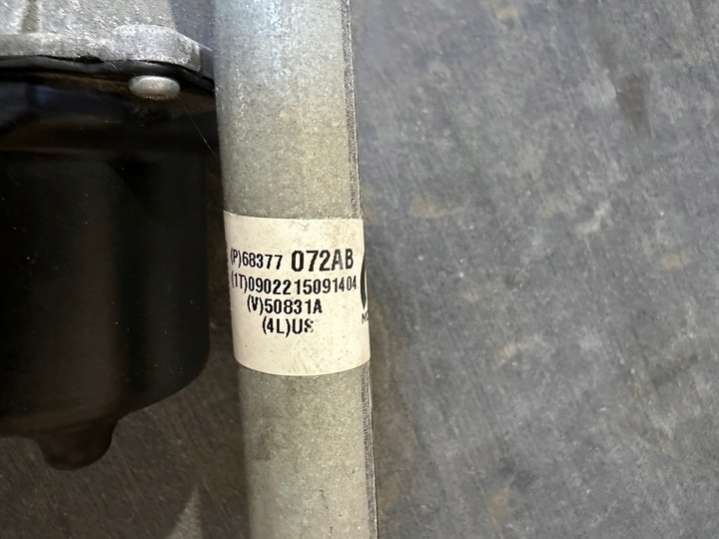 (P)68377 072AB
(1T)0902215091404
(V)50831A
(4L)US